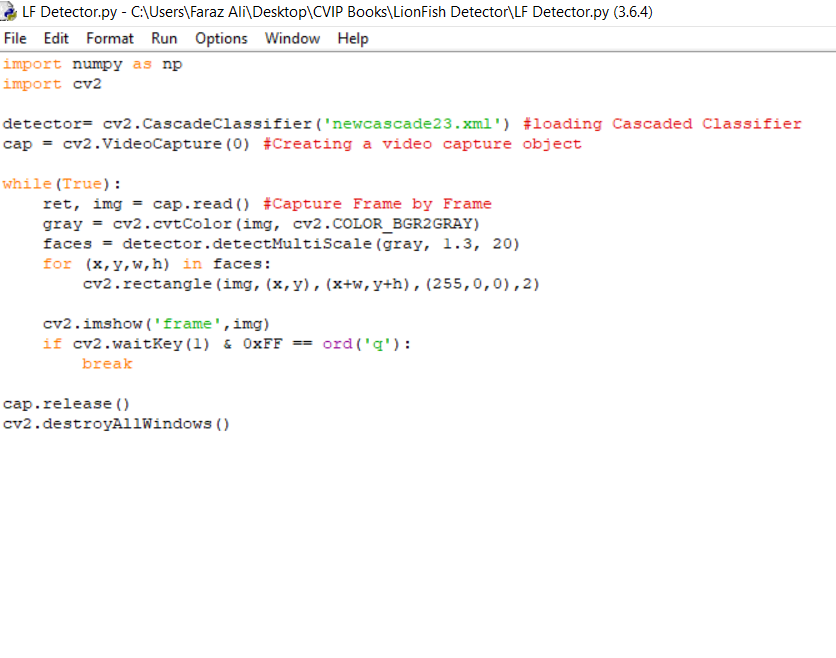 LF Detector.py - C:\Users\Faraz Ali\Desktop\CVIP Books\LionFish Detector\LF Detector.py (3.6.4)
File Edit Format Run Options Window Help
import numpy as np
import cv2

detector= cv2.CascadeClassifier('newcascade23.xml') #loading Cascaded Classifier
cap = cv2.VideoCapture(0) #Creating a video capture object

while(True):
    ret, img = cap.read() #Capture Frame by Frame
    gray = cv2.cvtColor(img, cv2.COLOR_BGR2GRAY)
    faces = detector.detectMultiScale(gray, 1.3, 20)
    for (x,y,w,h) in faces:
        cv2.rectangle(img,(x,y),(x+w,y+h),(255,0,0),2)

    cv2.imshow('frame',img)
    if cv2.waitKey(1) & 0xFF == ord('q'):
        break

cap.release()
cv2.destroyAllWindows()